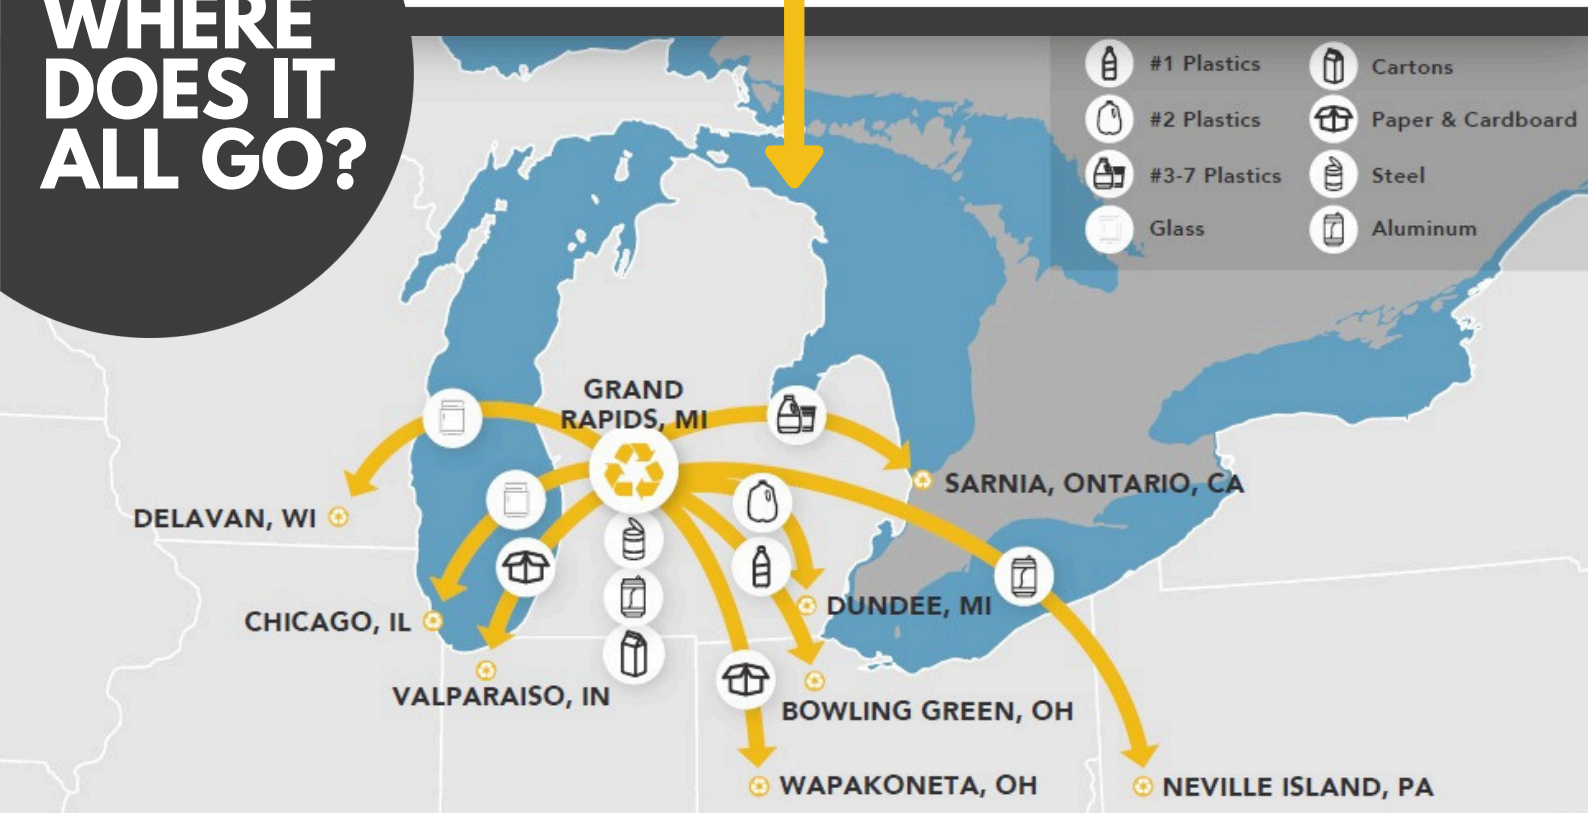 WHERE
DOES IT
ALL GO?
#1 Plastics
#2 Plastics
#3-7 Plastics
Glass
Cartons
Paper & Cardboard
Steel
Aluminum
GRAND
RAPIDS, MI
SARNIA, ONTARIO, CA
DELAVAN, WI
CHICAGO, IL
DUNDEE, MI
VALPARAISO, IN
BOWLING GREEN, OH
WAPAKONETA, OH
NEVILLE ISLAND, PA